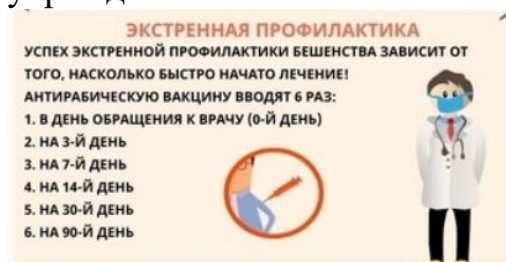 ЭКСТРЕННАЯ ПРОФИЛАКТИКА
УСПЕХ ЭКСТРЕННОЙ ПРОФИЛАКТИКИ БЕШЕНСТВА ЗАВИСИТ ОТ
ТОГО, НАСКОЛЬКО БЫСТРО НАЧАТО ЛЕЧЕНИЕ!
АНТИРАБИЧЕСКУЮ ВАКЦИНУ ВВОДЯТ 6 РАЗ:
1. В ДЕНЬ ОБРАЩЕНИЯ К ВРАЧУ (0-Й ДЕНЬ)
2. НА 3-Й ДЕНЬ
3. НА 7-Й ДЕНЬ
4. НА 14-Й ДЕНЬ
5. НА 30-Й ДЕНЬ
6. НА 90-Й ДЕНЬ